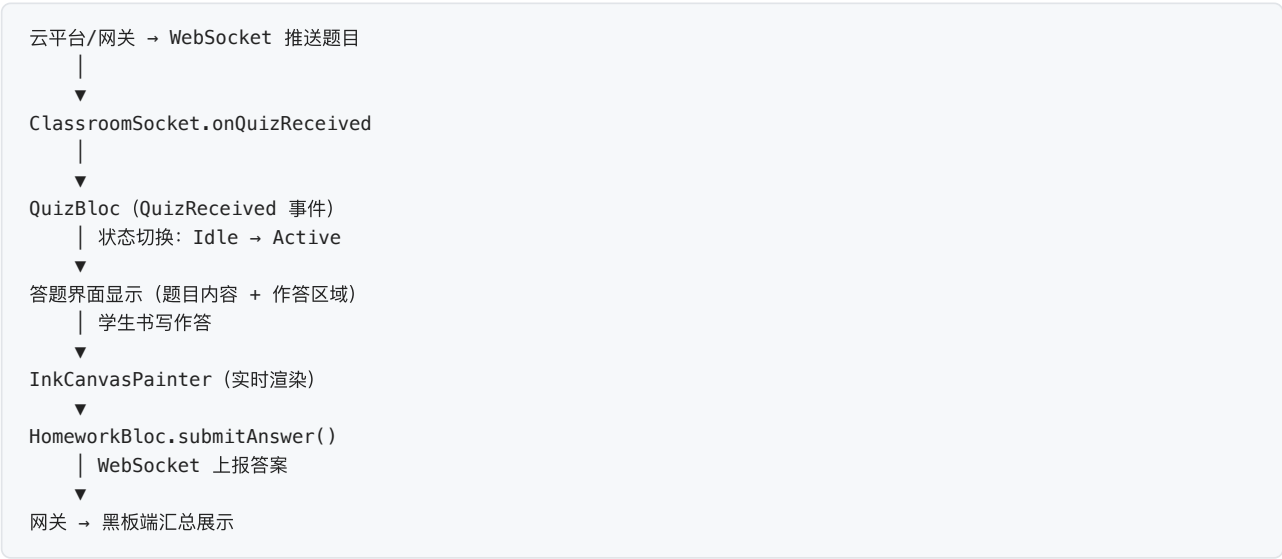 云平台/网关 → WebSocket 推送题目
│
▼
ClassroomSocket.onQuizReceived
│
▼
QuizBloc（QuizReceived 事件）
│ 状态切换：Idle → Active
▼
答题界面显示（题目内容 + 作答区域）
│ 学生书写作答
▼
InkCanvasPainter（实时渲染）
▼
HomeworkBloc.submitAnswer()
│ WebSocket 上报答案
▼
网关 → 黑板端汇总展示